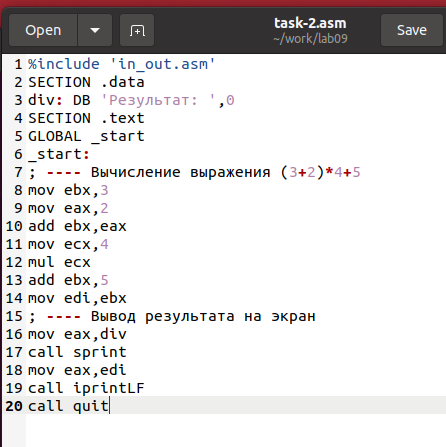 Open
task-2.asm
~/work/lab09
Save
1 %include 'in_out.asm'
2 SECTION .data
3 div: DB 'Результат: ',0
4 SECTION .text
5 GLOBAL _start
6 _start:
7 ; ---- Вычисление выражения (3+2)*4+5
8 mov ebx,3
9 mov eax,2
10 add ebx,eax
11 mov ecx,4
12 mul ecx
13 add ebx,5
14 mov edi,ebx
15 ; ---- Вывод результата на экран
16 mov eax,div
17 call sprint
18 mov eax,edi
19 call iprintLF
20 call quit